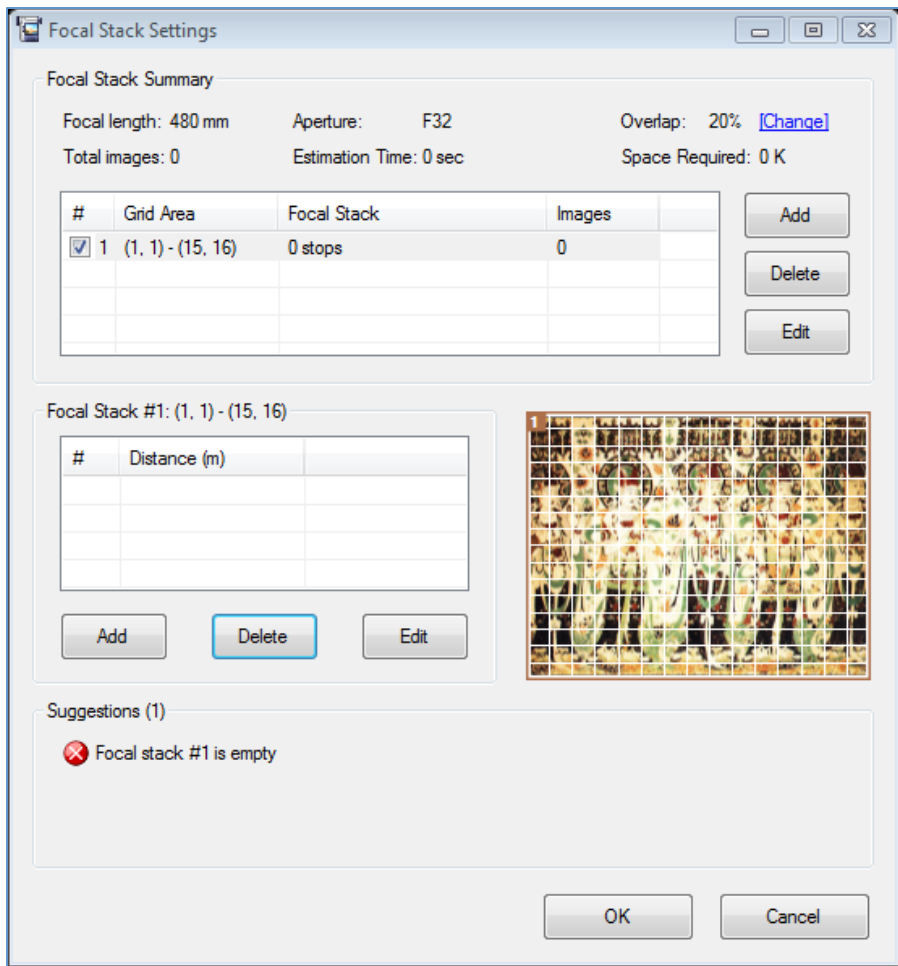 Focal Stack Settings
Focal Stack Summary
Focal length: 480 mm Aperture: F32 Overlap: 20% [Change]
Total images: 0 Estimation Time: 0 sec Space Required: 0 K
# Grid Area Focal Stack Images
1 (1, 1) - (15, 16) 0 stops 0
Add
Delete
Edit
Focal Stack #1: (1, 1) - (15, 16)
# Distance (m)
Add Delete Edit
1
Suggestions (1)
Focal stack #1 is empty
OK Cancel